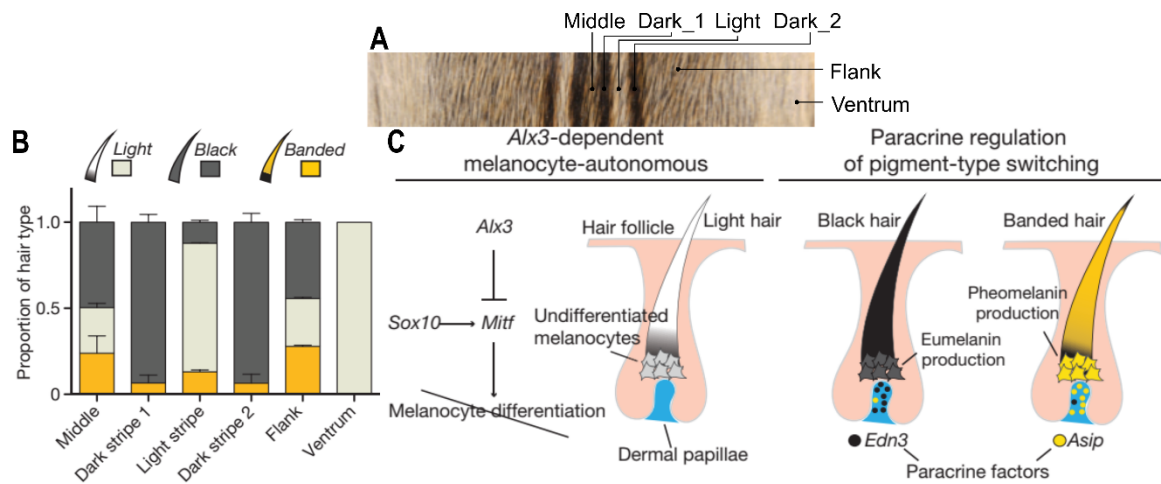 A
Middle Dark_1 Light Dark_2
Flank
Ventrum
B
Light
Black
Banded
Proportion of hair type
1.0
0.5
0
Middle
Dark stripe 1
Light stripe
Dark stripe 2
Flank
Ventrum
C
Alx3-dependent
melanocyte-autonomous
Alx3
Sox10
Mitf
Melanocyte differentiation
Hair follicle
Light hair
Undifferentiated
melanocytes
Dermal papillae
Paracrine regulation
of pigment-type switching
Black hair
Eumelanin
production
Banded hair
Pheomelanin
production
Edn3
Asip
Paracrine factors